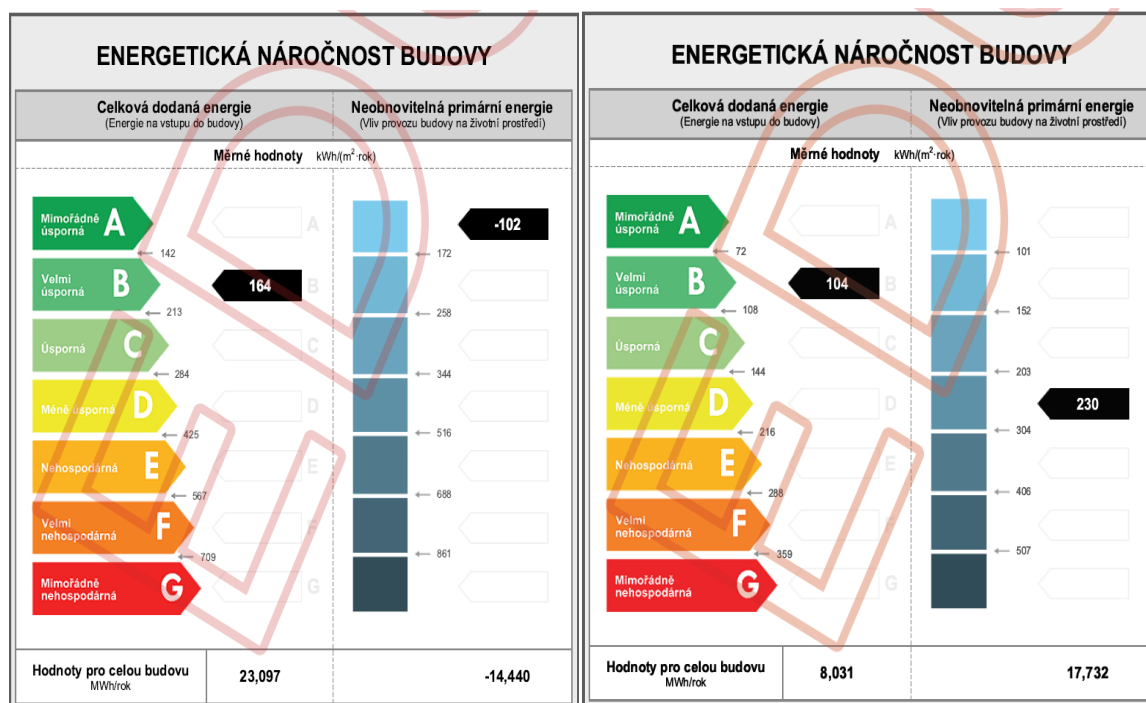 ENERGETICKÁ NÁROČNOST BUDOVY
Celková dodaná energie
(Energie na vstupu do budovy)
Neobnovitelná primární energie
(Vliv provozu budovy na životní prostředí)
Měrné hodnoty kWh/(m²·rok)
Mimořádně úsporná A
A
-102
142
172
Velmi úsporná B
164
B
213
258
Úsporná C
C
284
344
Méně úsporná D
D
425
516
Nehospodárná E
E
567
688
Velmi nehospodárná F
F
709
861
Mimořádně nehospodárná G
G
Hodnoty pro celou budovu
MWh/rok
23,097
-14,440
ENERGETICKÁ NÁROČNOST BUDOVY
Celková dodaná energie
(Energie na vstupu do budovy)
Neobnovitelná primární energie
(Vliv provozu budovy na životní prostředí)
Měrné hodnoty kWh/(m²·rok)
Mimořádně úsporná A
A
72
101
Velmi úsporná B
104
B
108
152
Úsporná C
C
144
203
Méně úsporná D
D
230
216
304
Nehospodárná E
E
288
406
Velmi nehospodárná F
F
359
507
Mimořádně nehospodárná G
G
Hodnoty pro celou budovu
MWh/rok
8,031
17,732